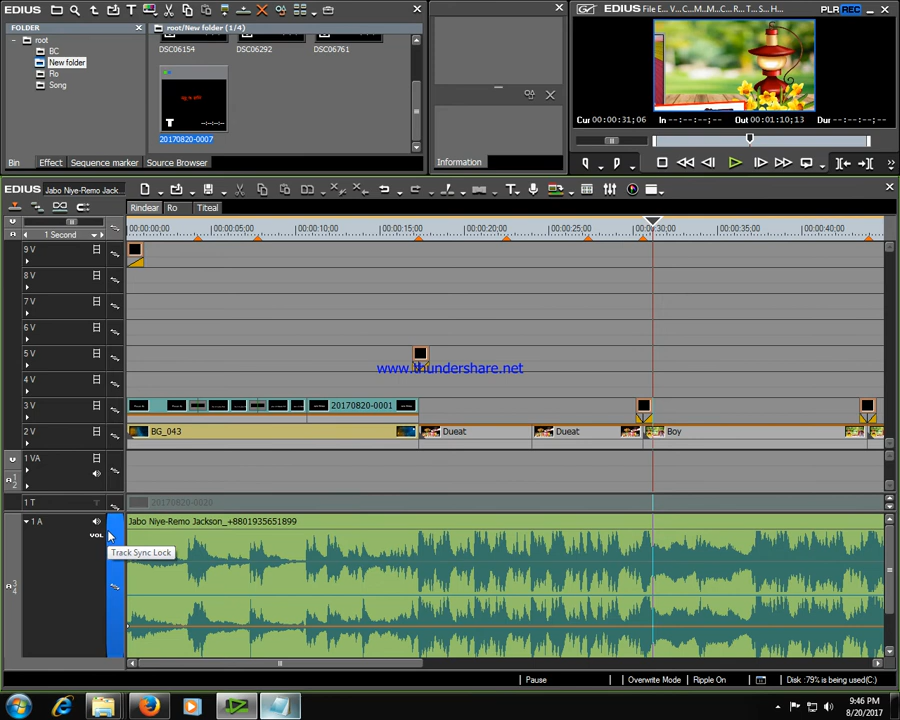 EDIUS
FOLDER
root
BC
New folder
Ro
Song
root/New folder (1/4)
DSC06154
DSC06292
DSC06761
T
20170820-0007
Bin
Effect
Sequence marker
Source Browser
Information
EDIUS
File E... V... C... M... M... C... R... T... S... H...
PLR
REC
Cur 00:00:31;06
In --:--:--;--
Out 00:01:10;13
Dur --:--:--;--
EDIUS
Jabo Niye-Remo Jack...
Rindear
Ro
Titeal
1 Second
00:00:00;00
00:00:05;00
00:00:10;00
00:00:15;00
00:00:20;00
00:00:25;00
00:00:30;00
00:00:35;00
00:00:40;00
9 V
8 V
7 V
6 V
5 V
www.thundershare.net
4 V
3 V
20170820-0001
2 V
BG_043
Dueat
Dueat
Boy
1 VA
1 2
1 T
T
20170820-0020
1 A
Jabo Niye-Remo Jackson_+8801935651899
VOL
Track Sync Lock
3 4
Pause
Overwrite Mode
Ripple On
Disk :79% is being used(C:)
9:46 PM
8/20/2017